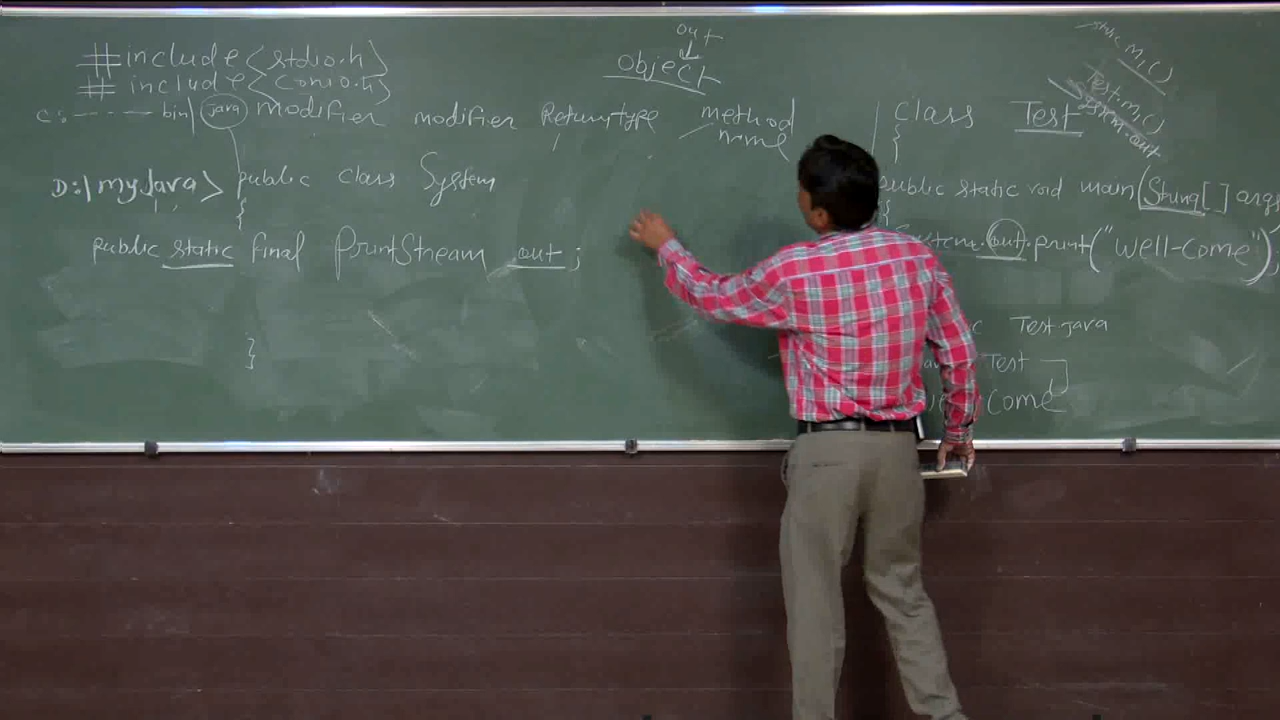 #include<stdio.h>
# include<conio.h>
c: - - - - bin\ java modifier modifier Returntype method name
D:\myJava> public class System
{
public static final PrintStream out;
}
out
Object
static m1()
Test.m1()
System.out
Class Test
{
public static void main(String[] args
{
System.out.print("Well-come");
Test.java
Test
come